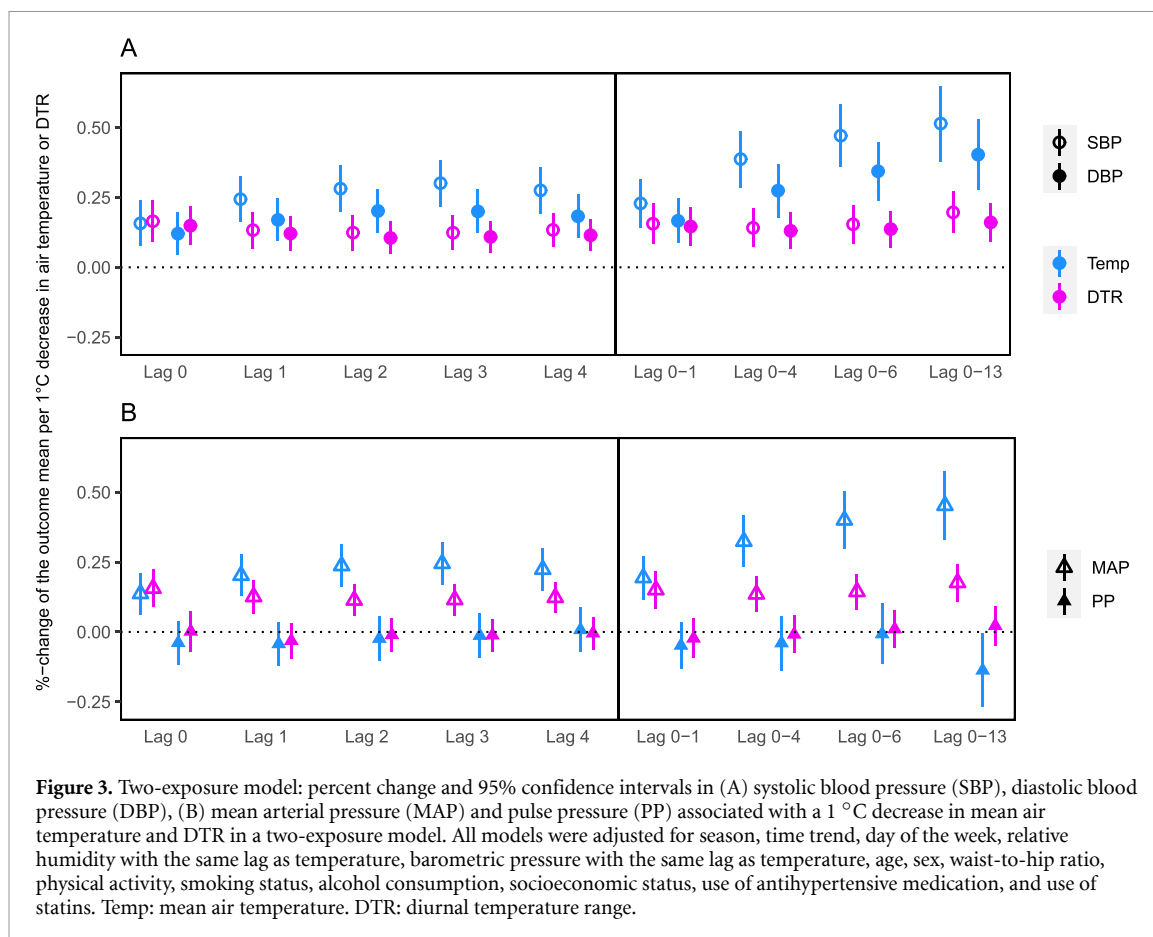 A
%−change of the outcome mean per 1°C decrease in air temperature or DTR
0.50
0.25
0.00
−0.25
Lag 0 Lag 1 Lag 2 Lag 3 Lag 4 Lag 0−1 Lag 0−4 Lag 0−6 Lag 0−13
SBP
DBP
Temp
DTR
B
0.50
0.25
0.00
−0.25
Lag 0 Lag 1 Lag 2 Lag 3 Lag 4 Lag 0−1 Lag 0−4 Lag 0−6 Lag 0−13
MAP
PP
Figure 3. Two-exposure model: percent change and 95% confidence intervals in (A) systolic blood pressure (SBP), diastolic blood
pressure (DBP), (B) mean arterial pressure (MAP) and pulse pressure (PP) associated with a 1 °C decrease in mean air
temperature and DTR in a two-exposure model. All models were adjusted for season, time trend, day of the week, relative
humidity with the same lag as temperature, barometric pressure with the same lag as temperature, age, sex, waist-to-hip ratio,
physical activity, smoking status, alcohol consumption, socioeconomic status, use of antihypertensive medication, and use of
statins. Temp: mean air temperature. DTR: diurnal temperature range.